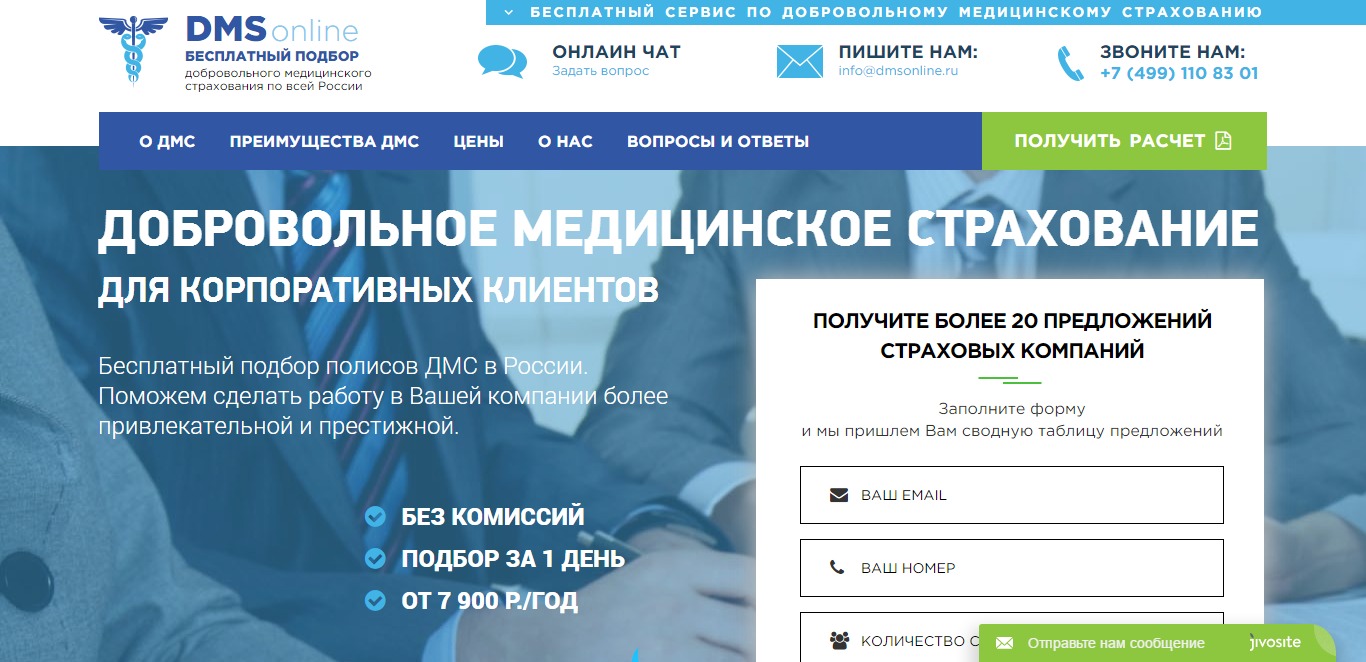 БЕСПЛАТНЫЙ СЕРВИС ПО ДОБРОВОЛЬНОМУ МЕДИЦИНСКОМУ СТРАХОВАНИЮ
DMS online
БЕСПЛАТНЫЙ ПОДБОР
добровольного медицинского
страхования по всей России
ОНЛАИН ЧАТ
Задать вопрос
ПИШИТЕ НАМ:
info@dmsonline.ru
ЗВОНИТЕ НАМ:
+7 (499) 110 83 01
О ДМС ПРЕИМУЩЕСТВА ДМС ЦЕНЫ О НАС ВОПРОСЫ И ОТВЕТЫ ПОЛУЧИТЬ РАСЧЕТ
ДОБРОВОЛЬНОЕ МЕДИЦИНСКОЕ СТРАХОВАНИЕ
ДЛЯ КОРПОРАТИВНЫХ КЛИЕНТОВ
Бесплатный подбор полисов ДМС в России.
Поможем сделать работу в Вашей компании более
привлекательной и престижной.
БЕЗ КОМИССИЙ
ПОДБОР ЗА 1 ДЕНЬ
ОТ 7 900 Р./ГОД
ПОЛУЧИТЕ БОЛЕЕ 20 ПРЕДЛОЖЕНИЙ
СТРАХОВЫХ КОМПАНИЙ
Заполните форму
и мы пришлем Вам сводную таблицу предложений
ВАШ EMAIL
ВАШ НОМЕР
КОЛИЧЕСТВО С
Отправьте нам сообщение jivosite